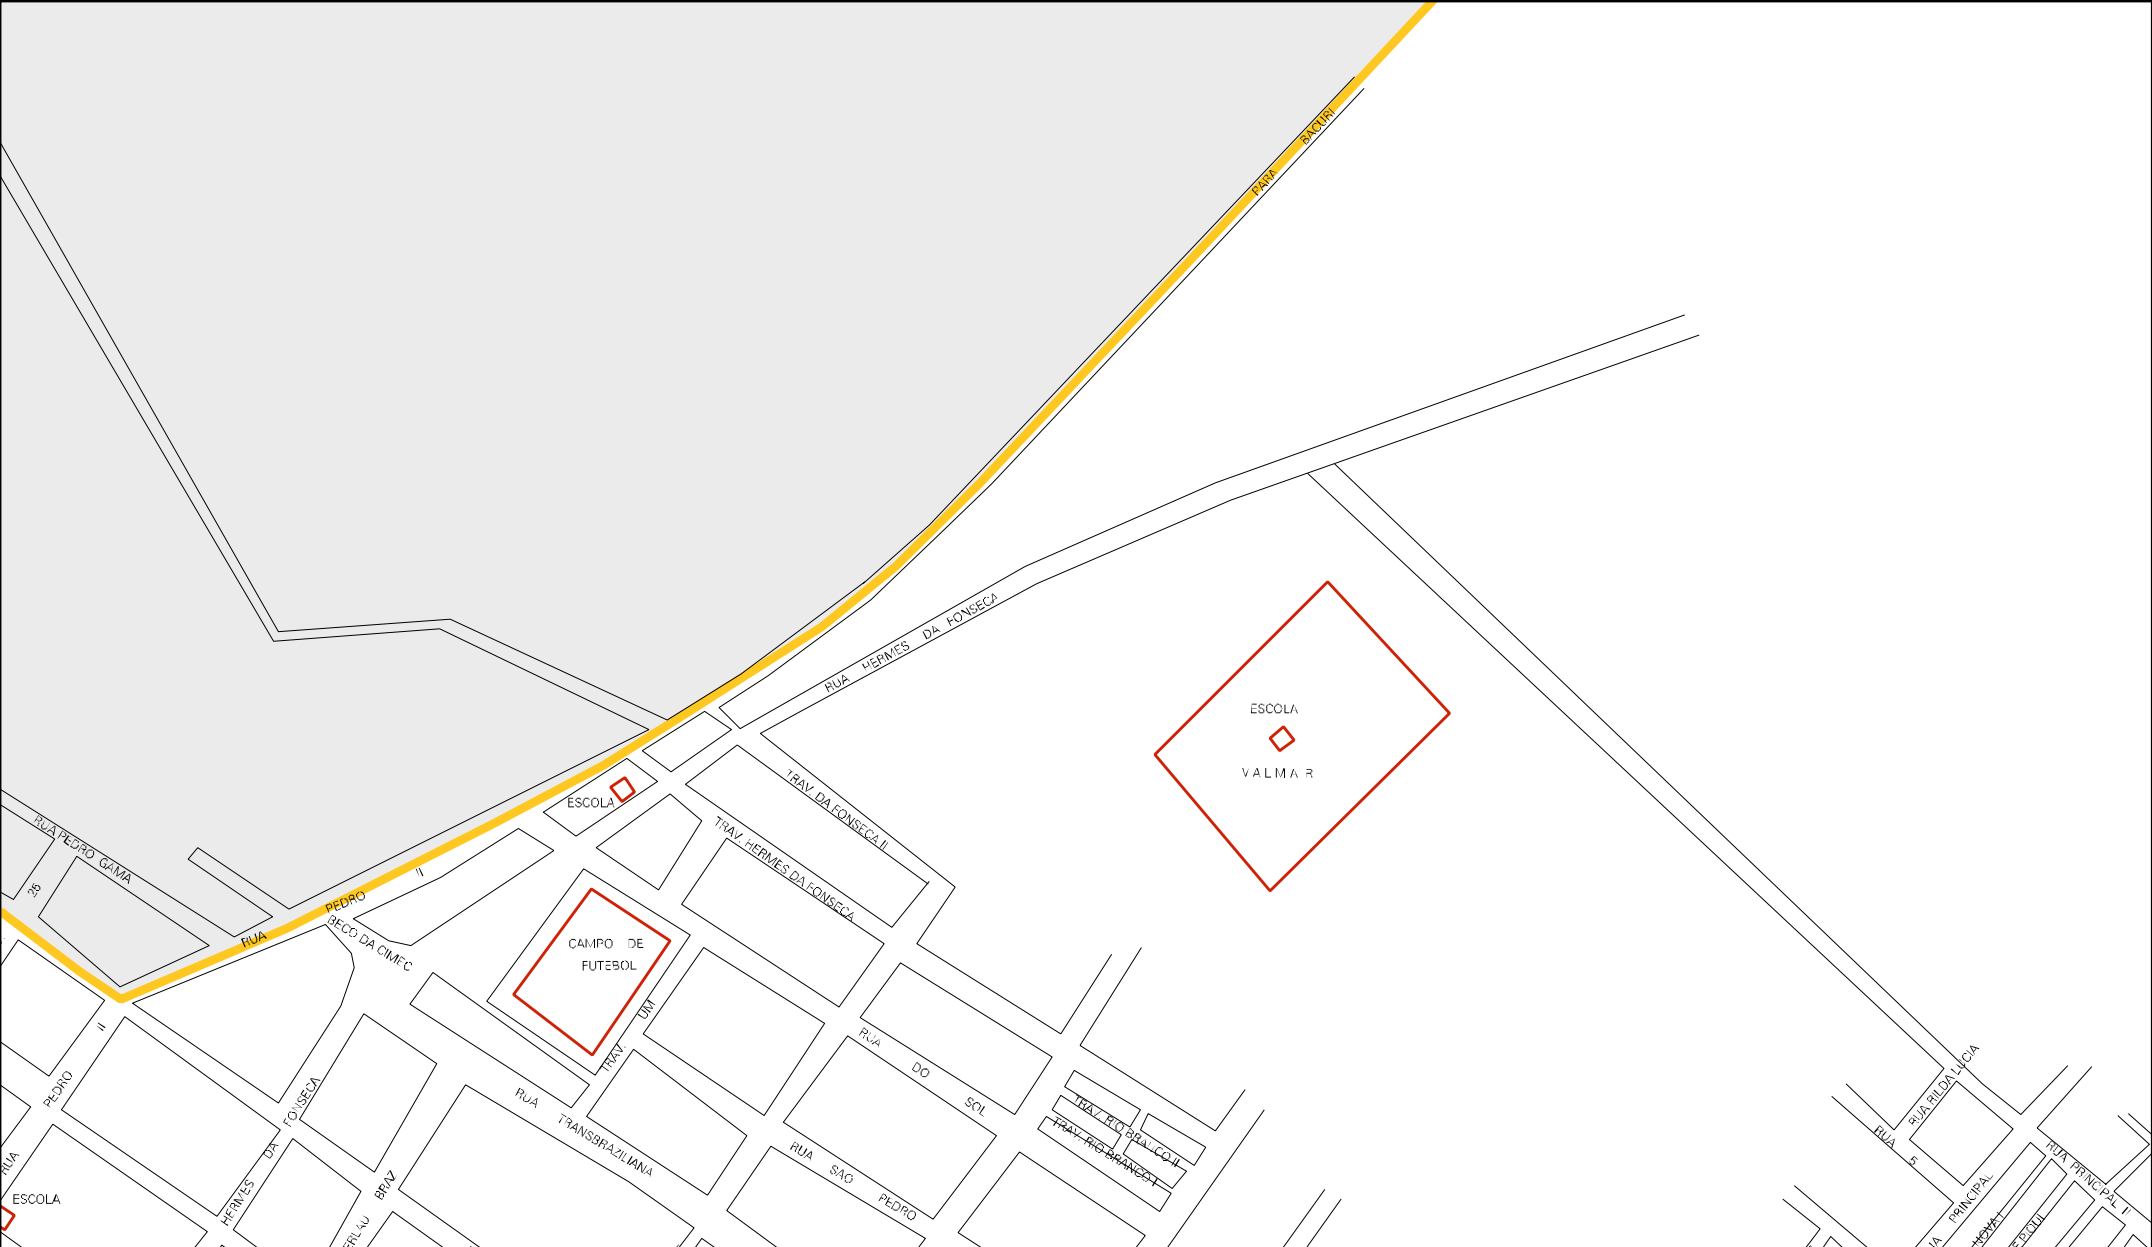 PARA BACURI
RUA HERMES DA FONSECA
ESCOLA
VALMAR
TRAV. DA FONSECA II
ESCOLA
TRAV. HERMES DA FONSECA
RUA PEDRO GAMA
26
RUA PEDRO II
BECO DA CIMEC
CAMPO DE
FUTEBOL
TRAV. UM
RUA DO SOL
RUA TRANSBRAZILIANA
RUA SAO PEDRO
TRAV. RIO BRANCO II
TRAV. RIO BRANCO I
RUA PEDRO II
HERMES DA FONSECA
BRAZ
ESCOLA
RUA RILDA LUCIA
RUA 5
RUA PRINCIPAL II
PRINCIPAL
NOVA I